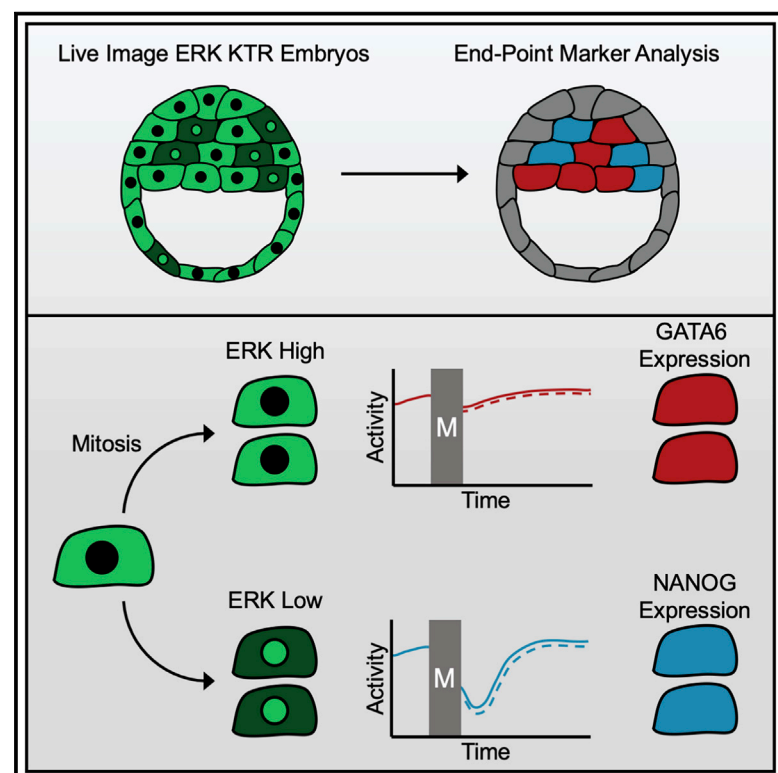 Live Image ERK KTR Embryos
End-Point Marker Analysis
ERK High
GATA6
Expression
Mitosis
Activity
M
Time
ERK Low
NANOG
Expression
Activity
M
Time